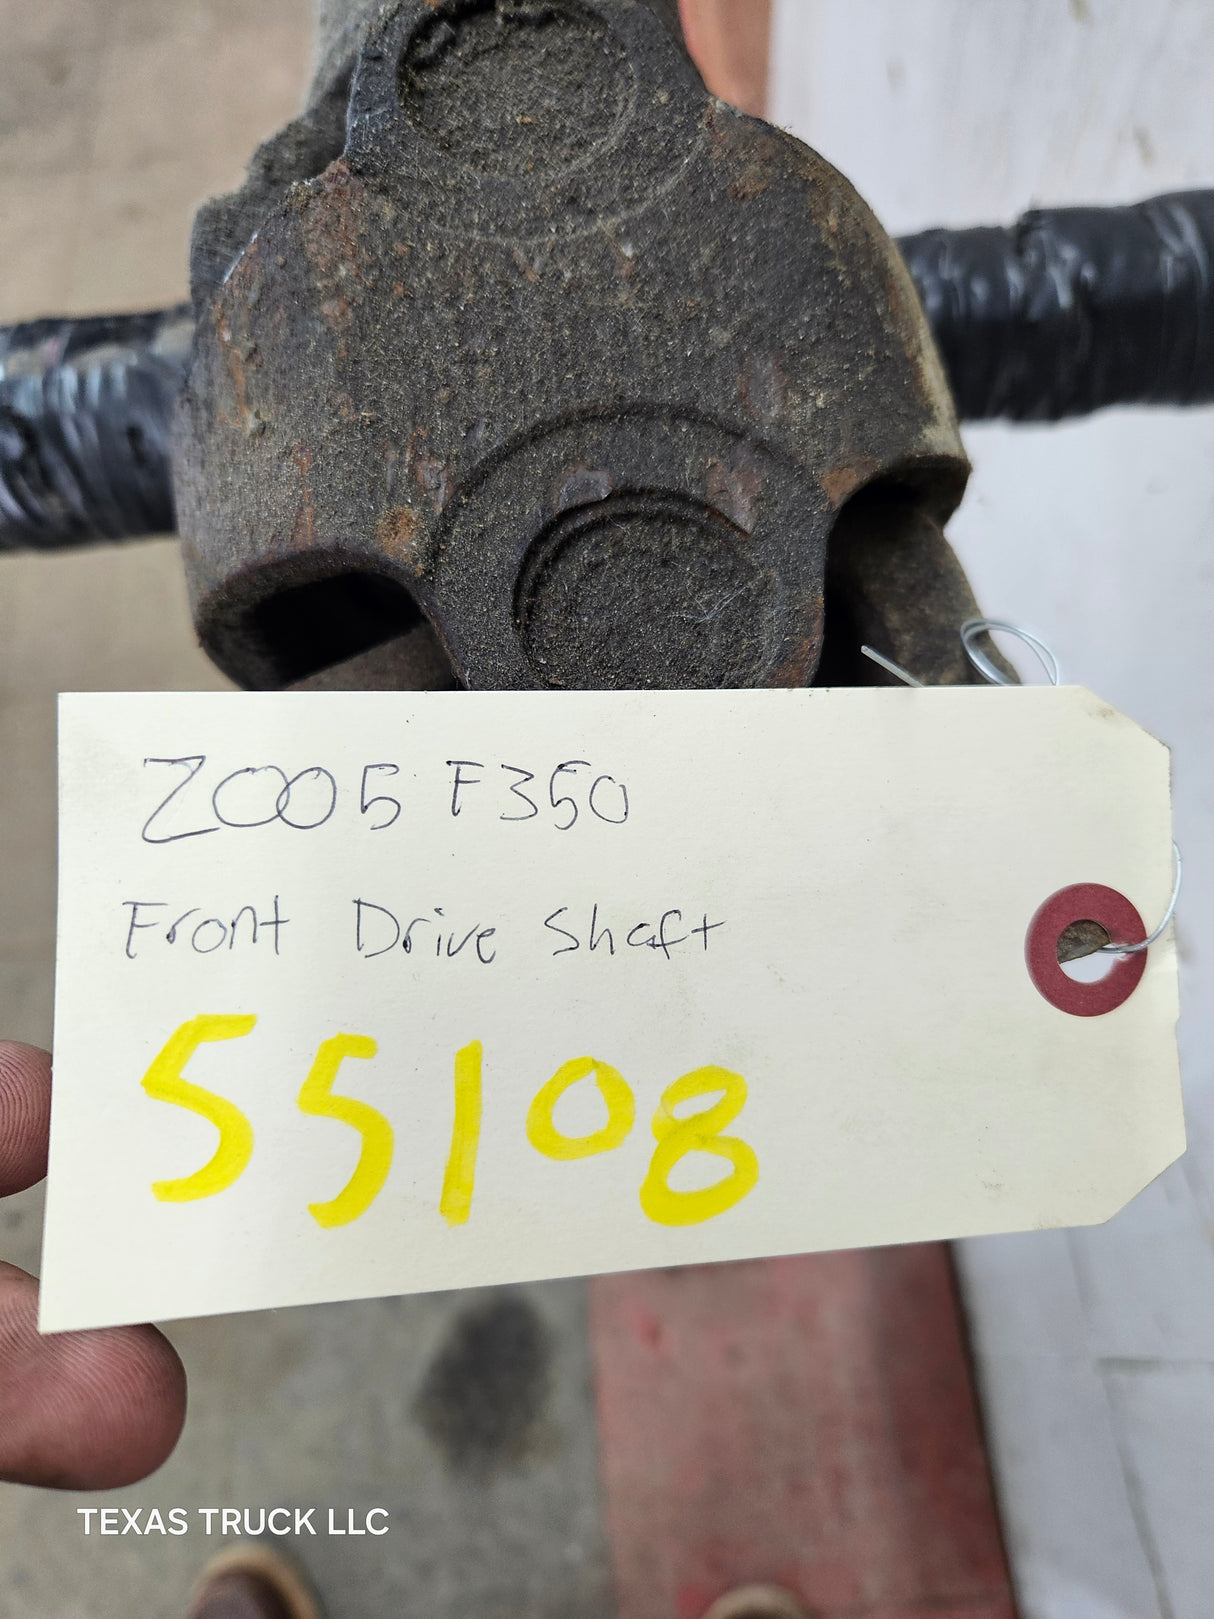 2005 F350
Front Drive Shaft
55108
TEXAS TRUCK LLC